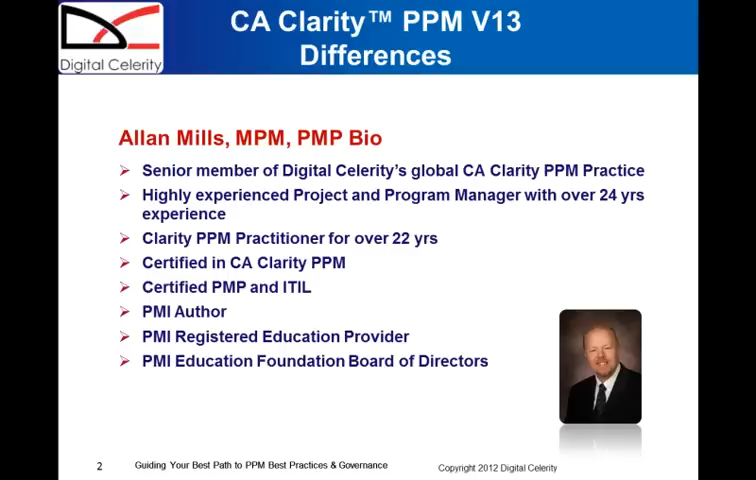 CA Clarity™ PPM V13
Differences
Digital Celerity
Allan Mills, MPM, PMP Bio
Senior member of Digital Celerity's global CA Clarity PPM Practice
Highly experienced Project and Program Manager with over 24 yrs
experience
Clarity PPM Practitioner for over 22 yrs
Certified in CA Clarity PPM
Certified PMP and ITIL
PMI Author
PMI Registered Education Provider
PMI Education Foundation Board of Directors
2
Guiding Your Best Path to PPM Best Practices & Governance
Copyright 2012 Digital Celerity